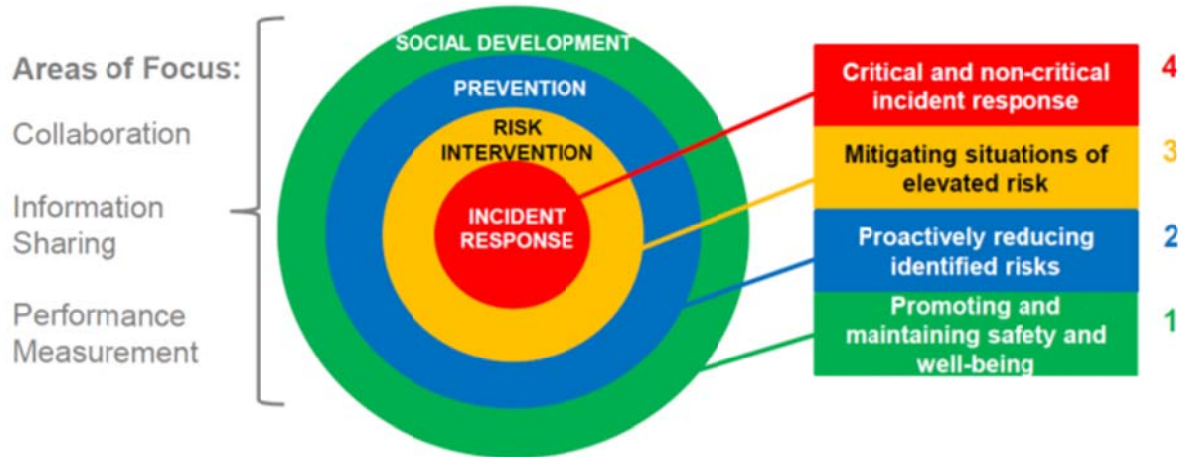 Areas of Focus:
Collaboration
Information
Sharing
Performance
Measurement
SOCIAL DEVELOPMENT
PREVENTION
RISK
INTERVENTION
INCIDENT
RESPONSE
Critical and non-critical
incident response
4
Mitigating situations of
elevated risk
3
Proactively reducing
identified risks
2
Promoting and
maintaining safety and
well-being
1